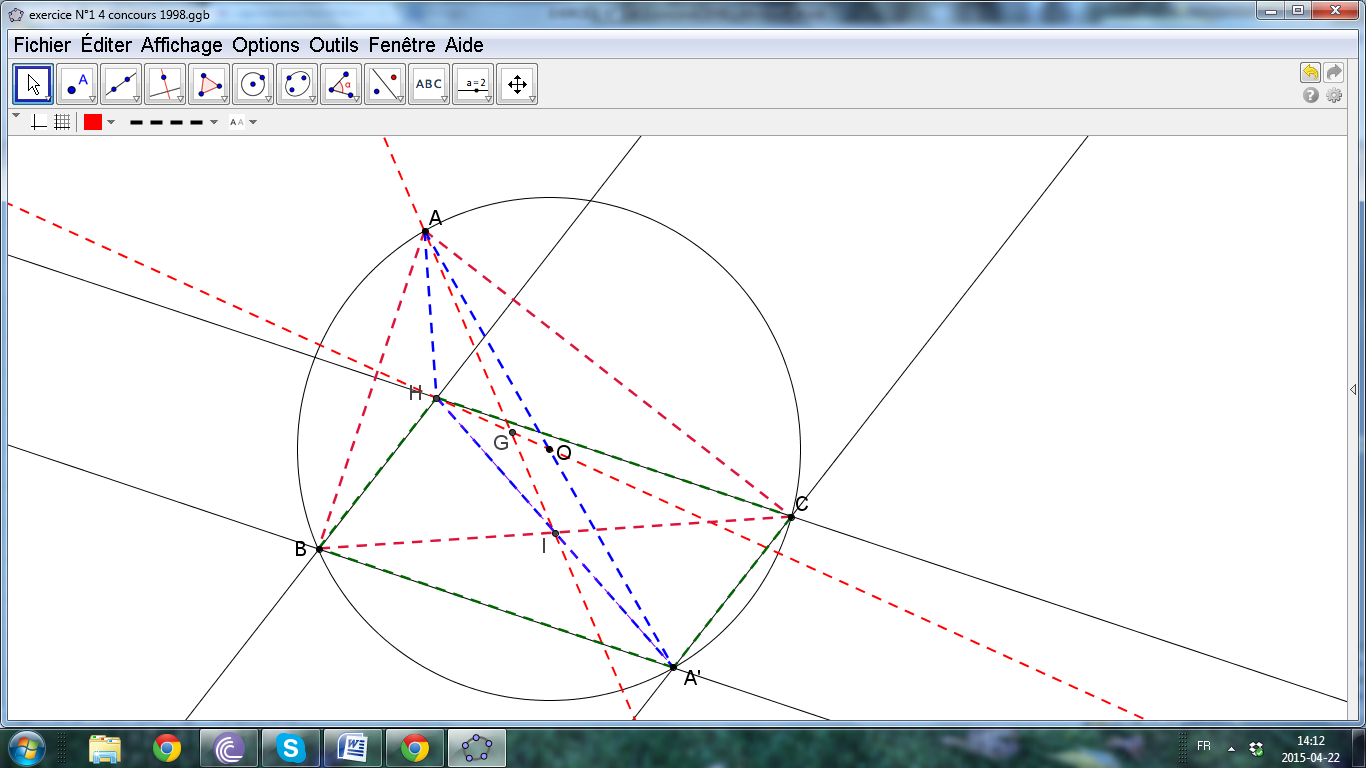 exercice N°1 4 concours 1998.ggb
Fichier Éditer Affichage Options Outils Fenêtre Aide
A α ABC a=2
A A
A
H
G
O
C
B
I
A'
FR
14:12
2015-04-22